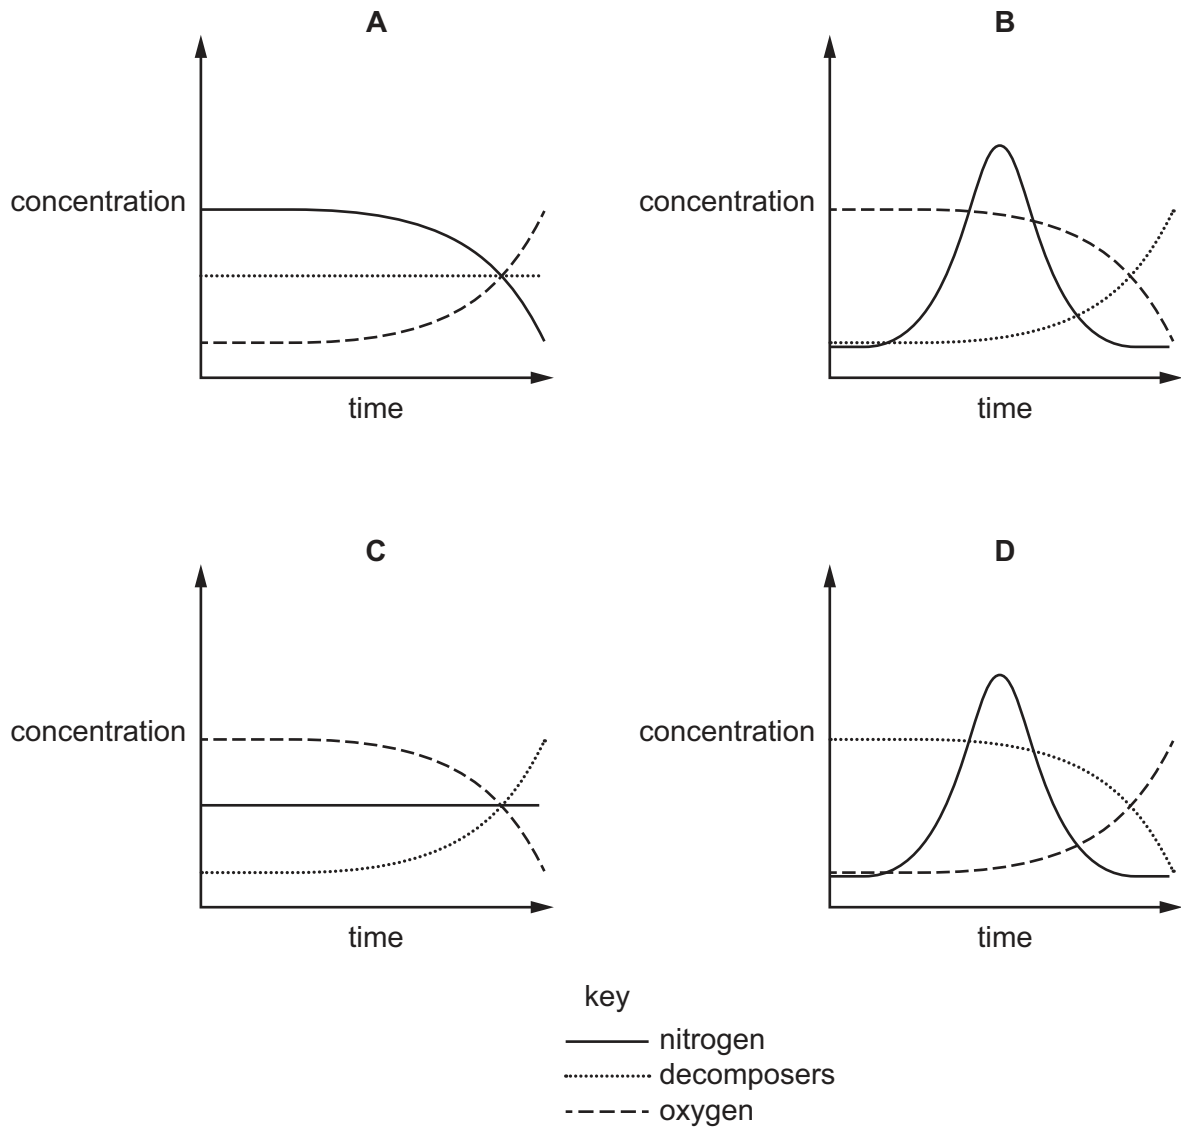 A
B
concentration
concentration
time
time
C
D
concentration
concentration
time
time
key
nitrogen
decomposers
oxygen